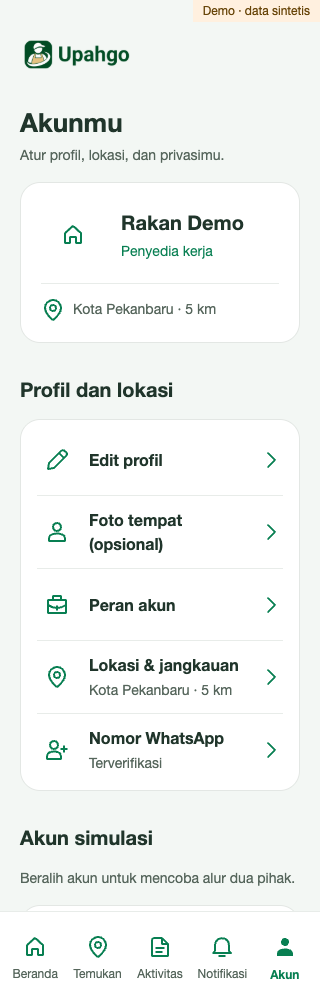 Demo · data sintetis
Upahgo
Akunmu
Atur profil, lokasi, dan privasimu.
Rakan Demo
Penyedia kerja
Kota Pekanbaru · 5 km
Profil dan lokasi
Edit profil
Foto tempat
(opsional)
Peran akun
Lokasi & jangkauan
Kota Pekanbaru · 5 km
Nomor WhatsApp
Terverifikasi
Akun simulasi
Beralih akun untuk mencoba alur dua pihak.
Beranda
Temukan
Aktivitas
Notifikasi
Akun